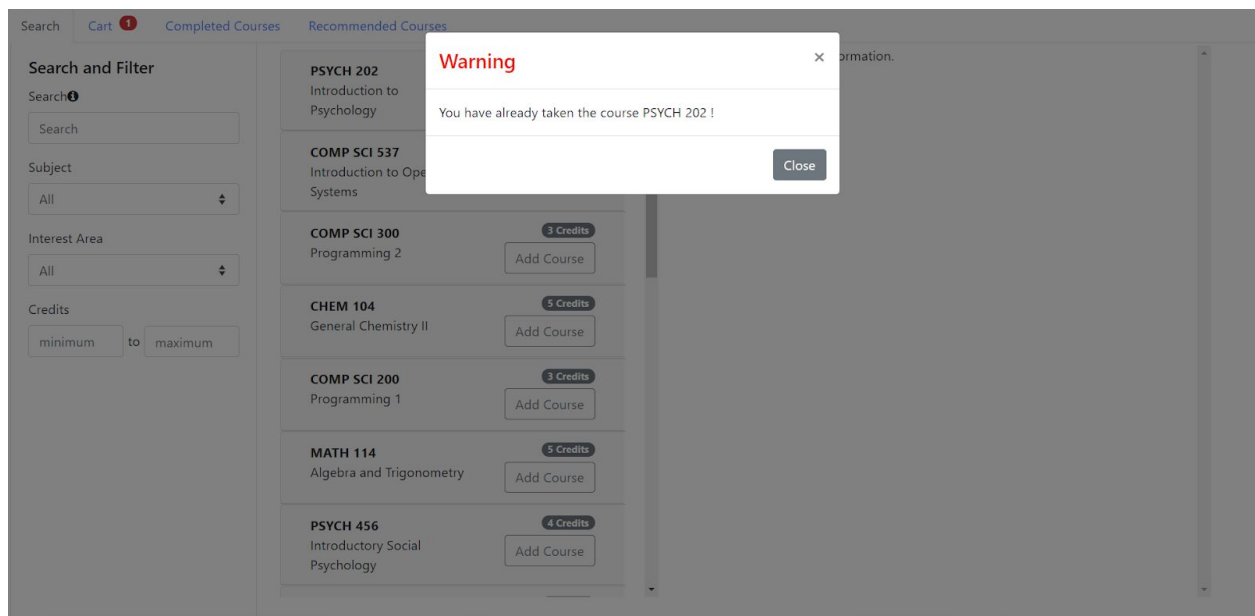 Search Cart 1 Completed Courses Recommended Courses
Search and Filter
Search
Search
Subject
All
Interest Area
All
Credits
minimum to maximum
PSYCH 202
Introduction to
Psychology
COMP SCI 537
Introduction to Ope
Systems
COMP SCI 300 3 Credits
Programming 2 Add Course
CHEM 104 5 Credits
General Chemistry II Add Course
COMP SCI 200 3 Credits
Programming 1 Add Course
MATH 114 5 Credits
Algebra and Trigonometry Add Course
PSYCH 456 4 Credits
Introductory Social Add Course
Psychology
Warning ×
You have already taken the course PSYCH 202 !
Close
ormation.